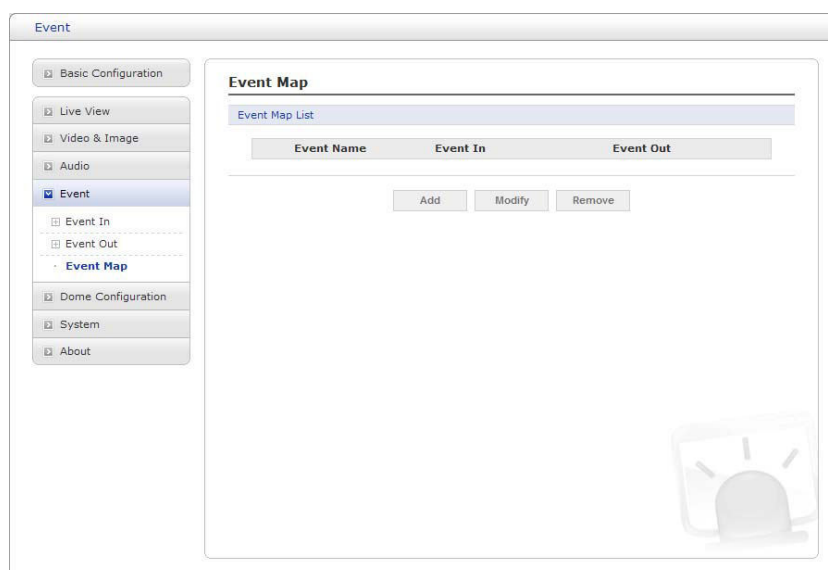 Event
Basic Configuration
Live View
Video & Image
Audio
Event
Event In
Event Out
Event Map
Dome Configuration
System
About
Event Map
Event Map List
Event Name Event In Event Out
Add Modify Remove